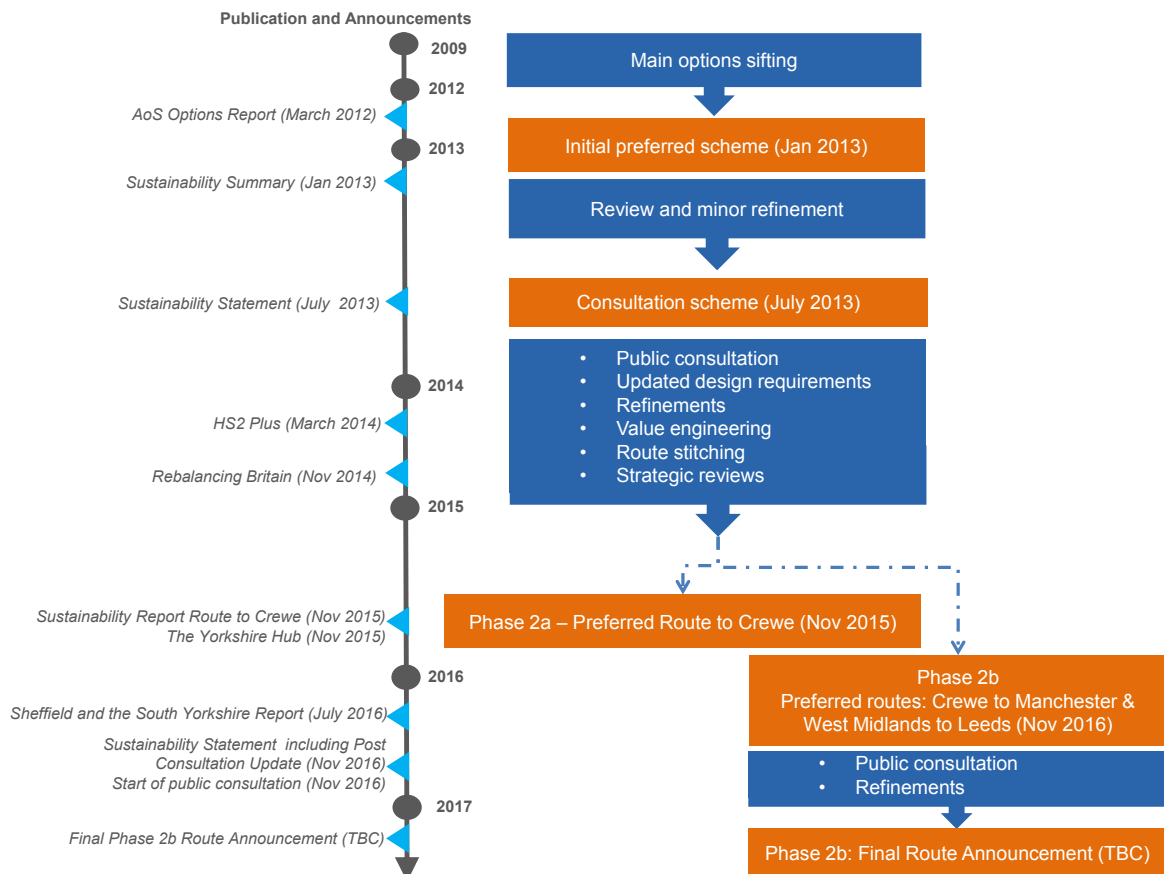 Publication and Announcements
2009
2012
AoS Options Report (March 2012)
2013
Sustainability Summary (Jan 2013)
Sustainability Statement (July 2013)
2014
HS2 Plus (March 2014)
Rebalancing Britain (Nov 2014)
2015
Sustainability Report Route to Crewe (Nov 2015)
The Yorkshire Hub (Nov 2015)
2016
Sheffield and the South Yorkshire Report (July 2016)
Sustainability Statement including Post
Consultation Update (Nov 2016)
Start of public consultation (Nov 2016)
2017
Final Phase 2b Route Announcement (TBC)
Main options sifting
Initial preferred scheme (Jan 2013)
Review and minor refinement
Consultation scheme (July 2013)
• Public consultation
• Updated design requirements
• Refinements
• Value engineering
• Route stitching
• Strategic reviews
Phase 2a – Preferred Route to Crewe (Nov 2015)
Phase 2b
Preferred routes: Crewe to Manchester &
West Midlands to Leeds (Nov 2016)
• Public consultation
• Refinements
Phase 2b: Final Route Announcement (TBC)